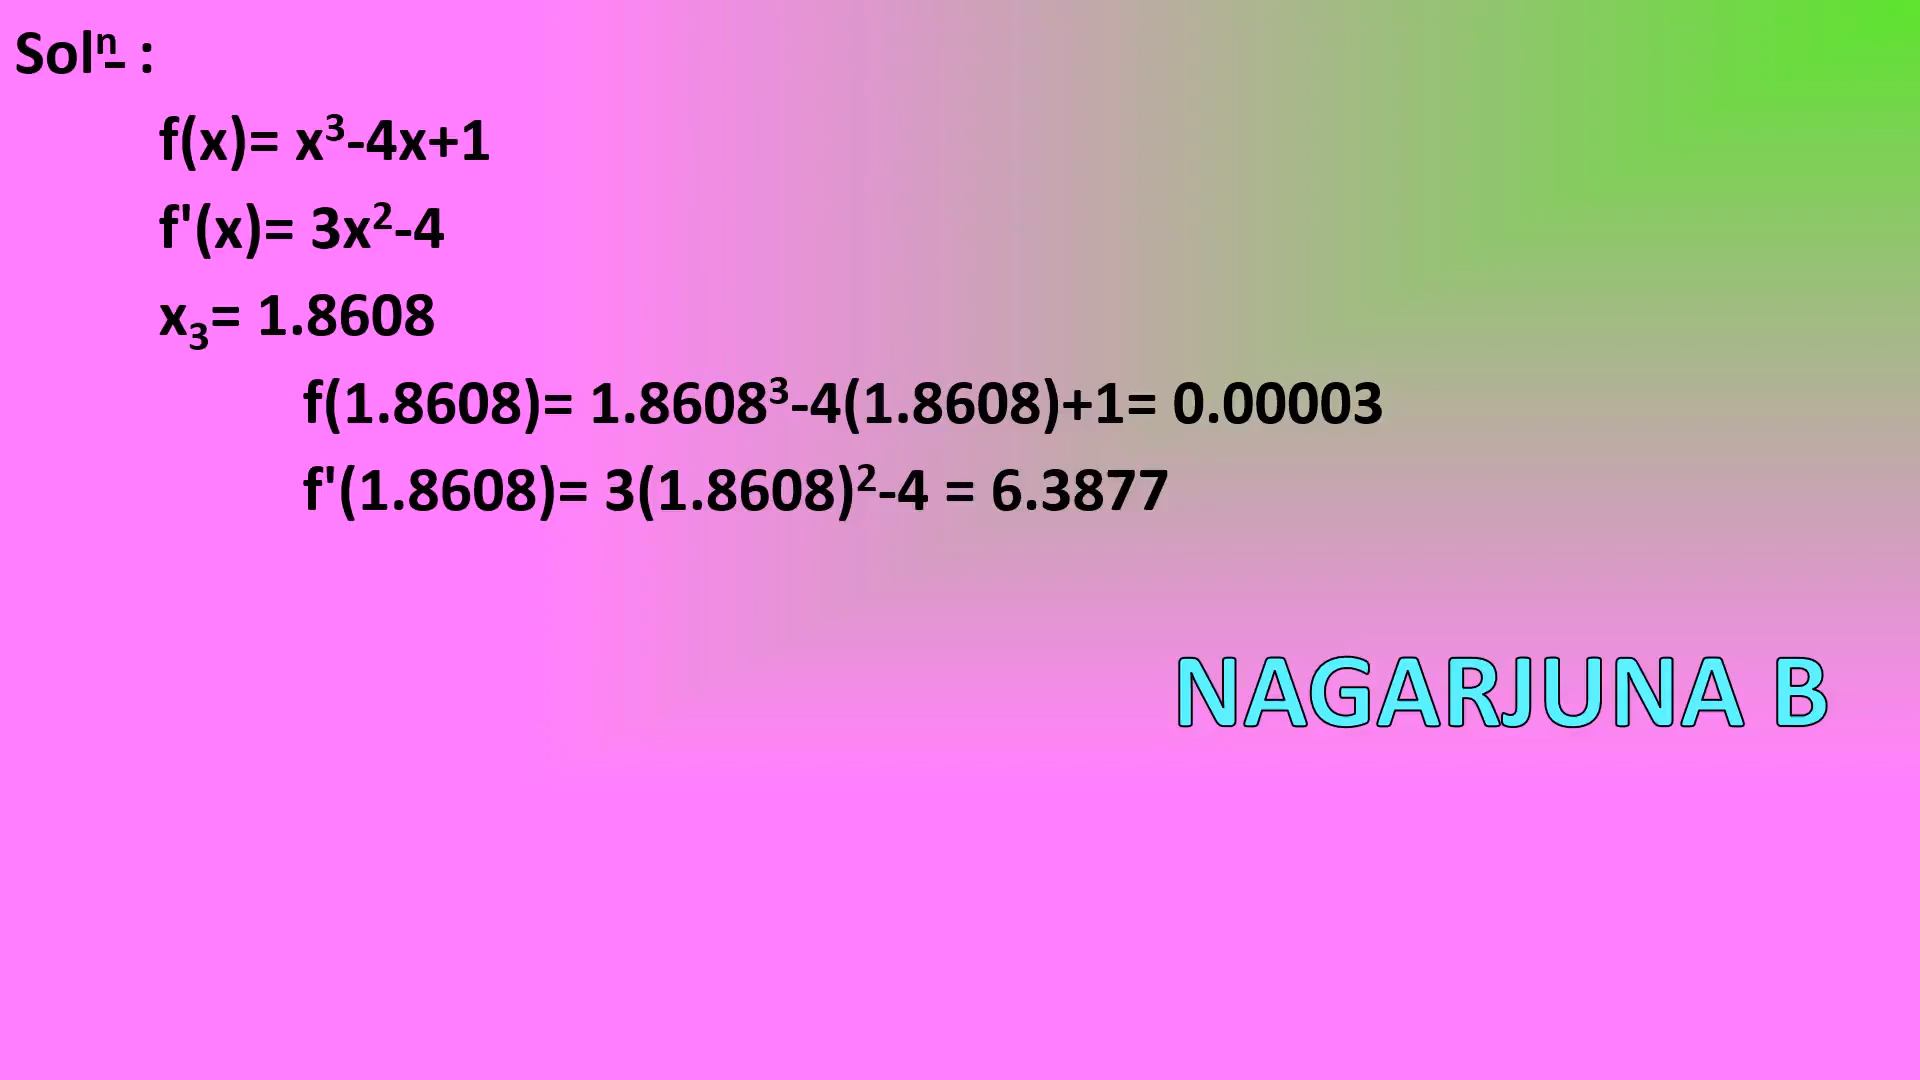 Solⁿ :
f(x)= x³-4x+1
f'(x)= 3x²-4
x₃= 1.8608
f(1.8608)= 1.8608³-4(1.8608)+1= 0.00003
f'(1.8608)= 3(1.8608)²-4 = 6.3877
NAGARJUNA B